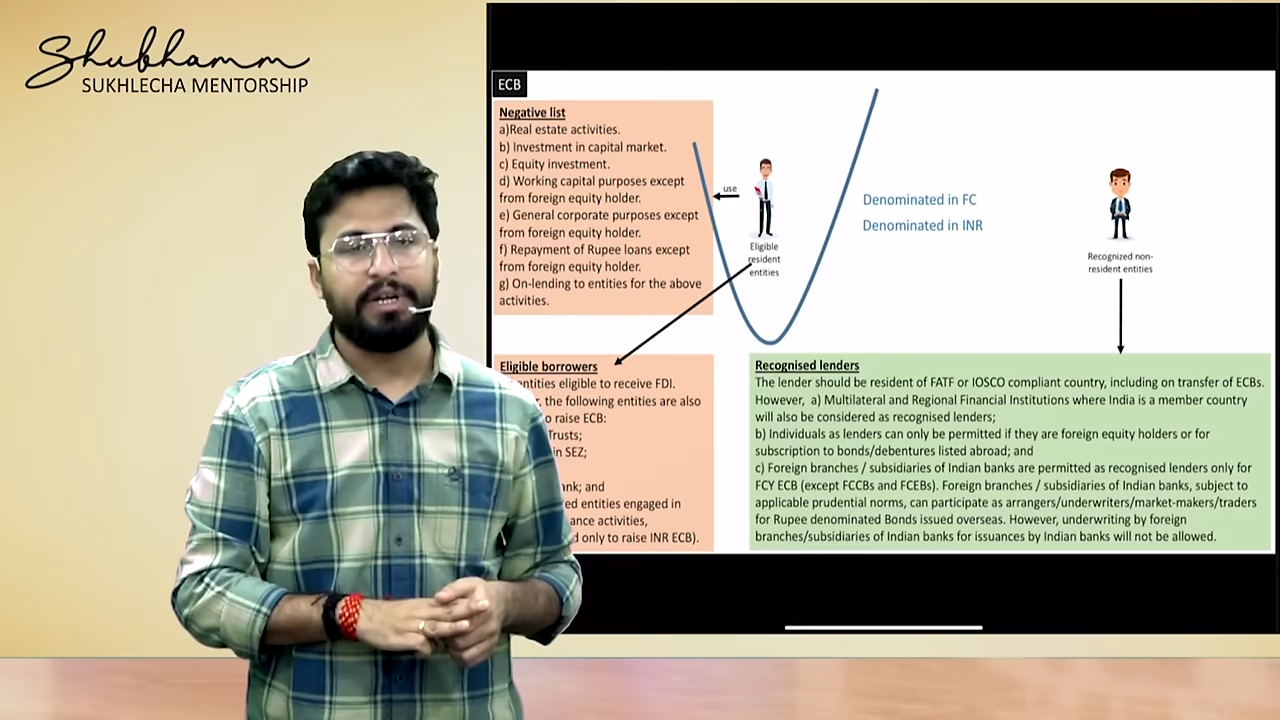 Shubhamm
SUKHLECHA MENTORSHIP
ECB
Negative list
a)Real estate activities.
b) Investment in capital market.
c) Equity investment.
d) Working capital purposes except
from foreign equity holder.
e) General corporate purposes except
from foreign equity holder.
f) Repayment of Rupee loans except
from foreign equity holder.
g) On-lending to entities for the above
activities.
use
Eligible
resident
entities
Denominated in FC
Denominated in INR
Recognized non-
resident entities
Eligible borrowers
entities eligible to receive FDI.
the following entities are also
to raise ECB:
Trusts;
in SEZ;
and
entities engaged in
activities,
only to raise INR ECB).
Recognised lenders
The lender should be resident of FATF or IOSCO compliant country, including on transfer of ECBs.
However, a) Multilateral and Regional Financial Institutions where India is a member country
will also be considered as recognised lenders;
b) Individuals as lenders can only be permitted if they are foreign equity holders or for
subscription to bonds/debentures listed abroad; and
c) Foreign branches / subsidiaries of Indian banks are permitted as recognised lenders only for
FCY ECB (except FCCBs and FCEBs). Foreign branches / subsidiaries of Indian banks, subject to
applicable prudential norms, can participate as arrangers/underwriters/market-makers/traders
for Rupee denominated Bonds issued overseas. However, underwriting by foreign
branches/subsidiaries of Indian banks for issuances by Indian banks will not be allowed.